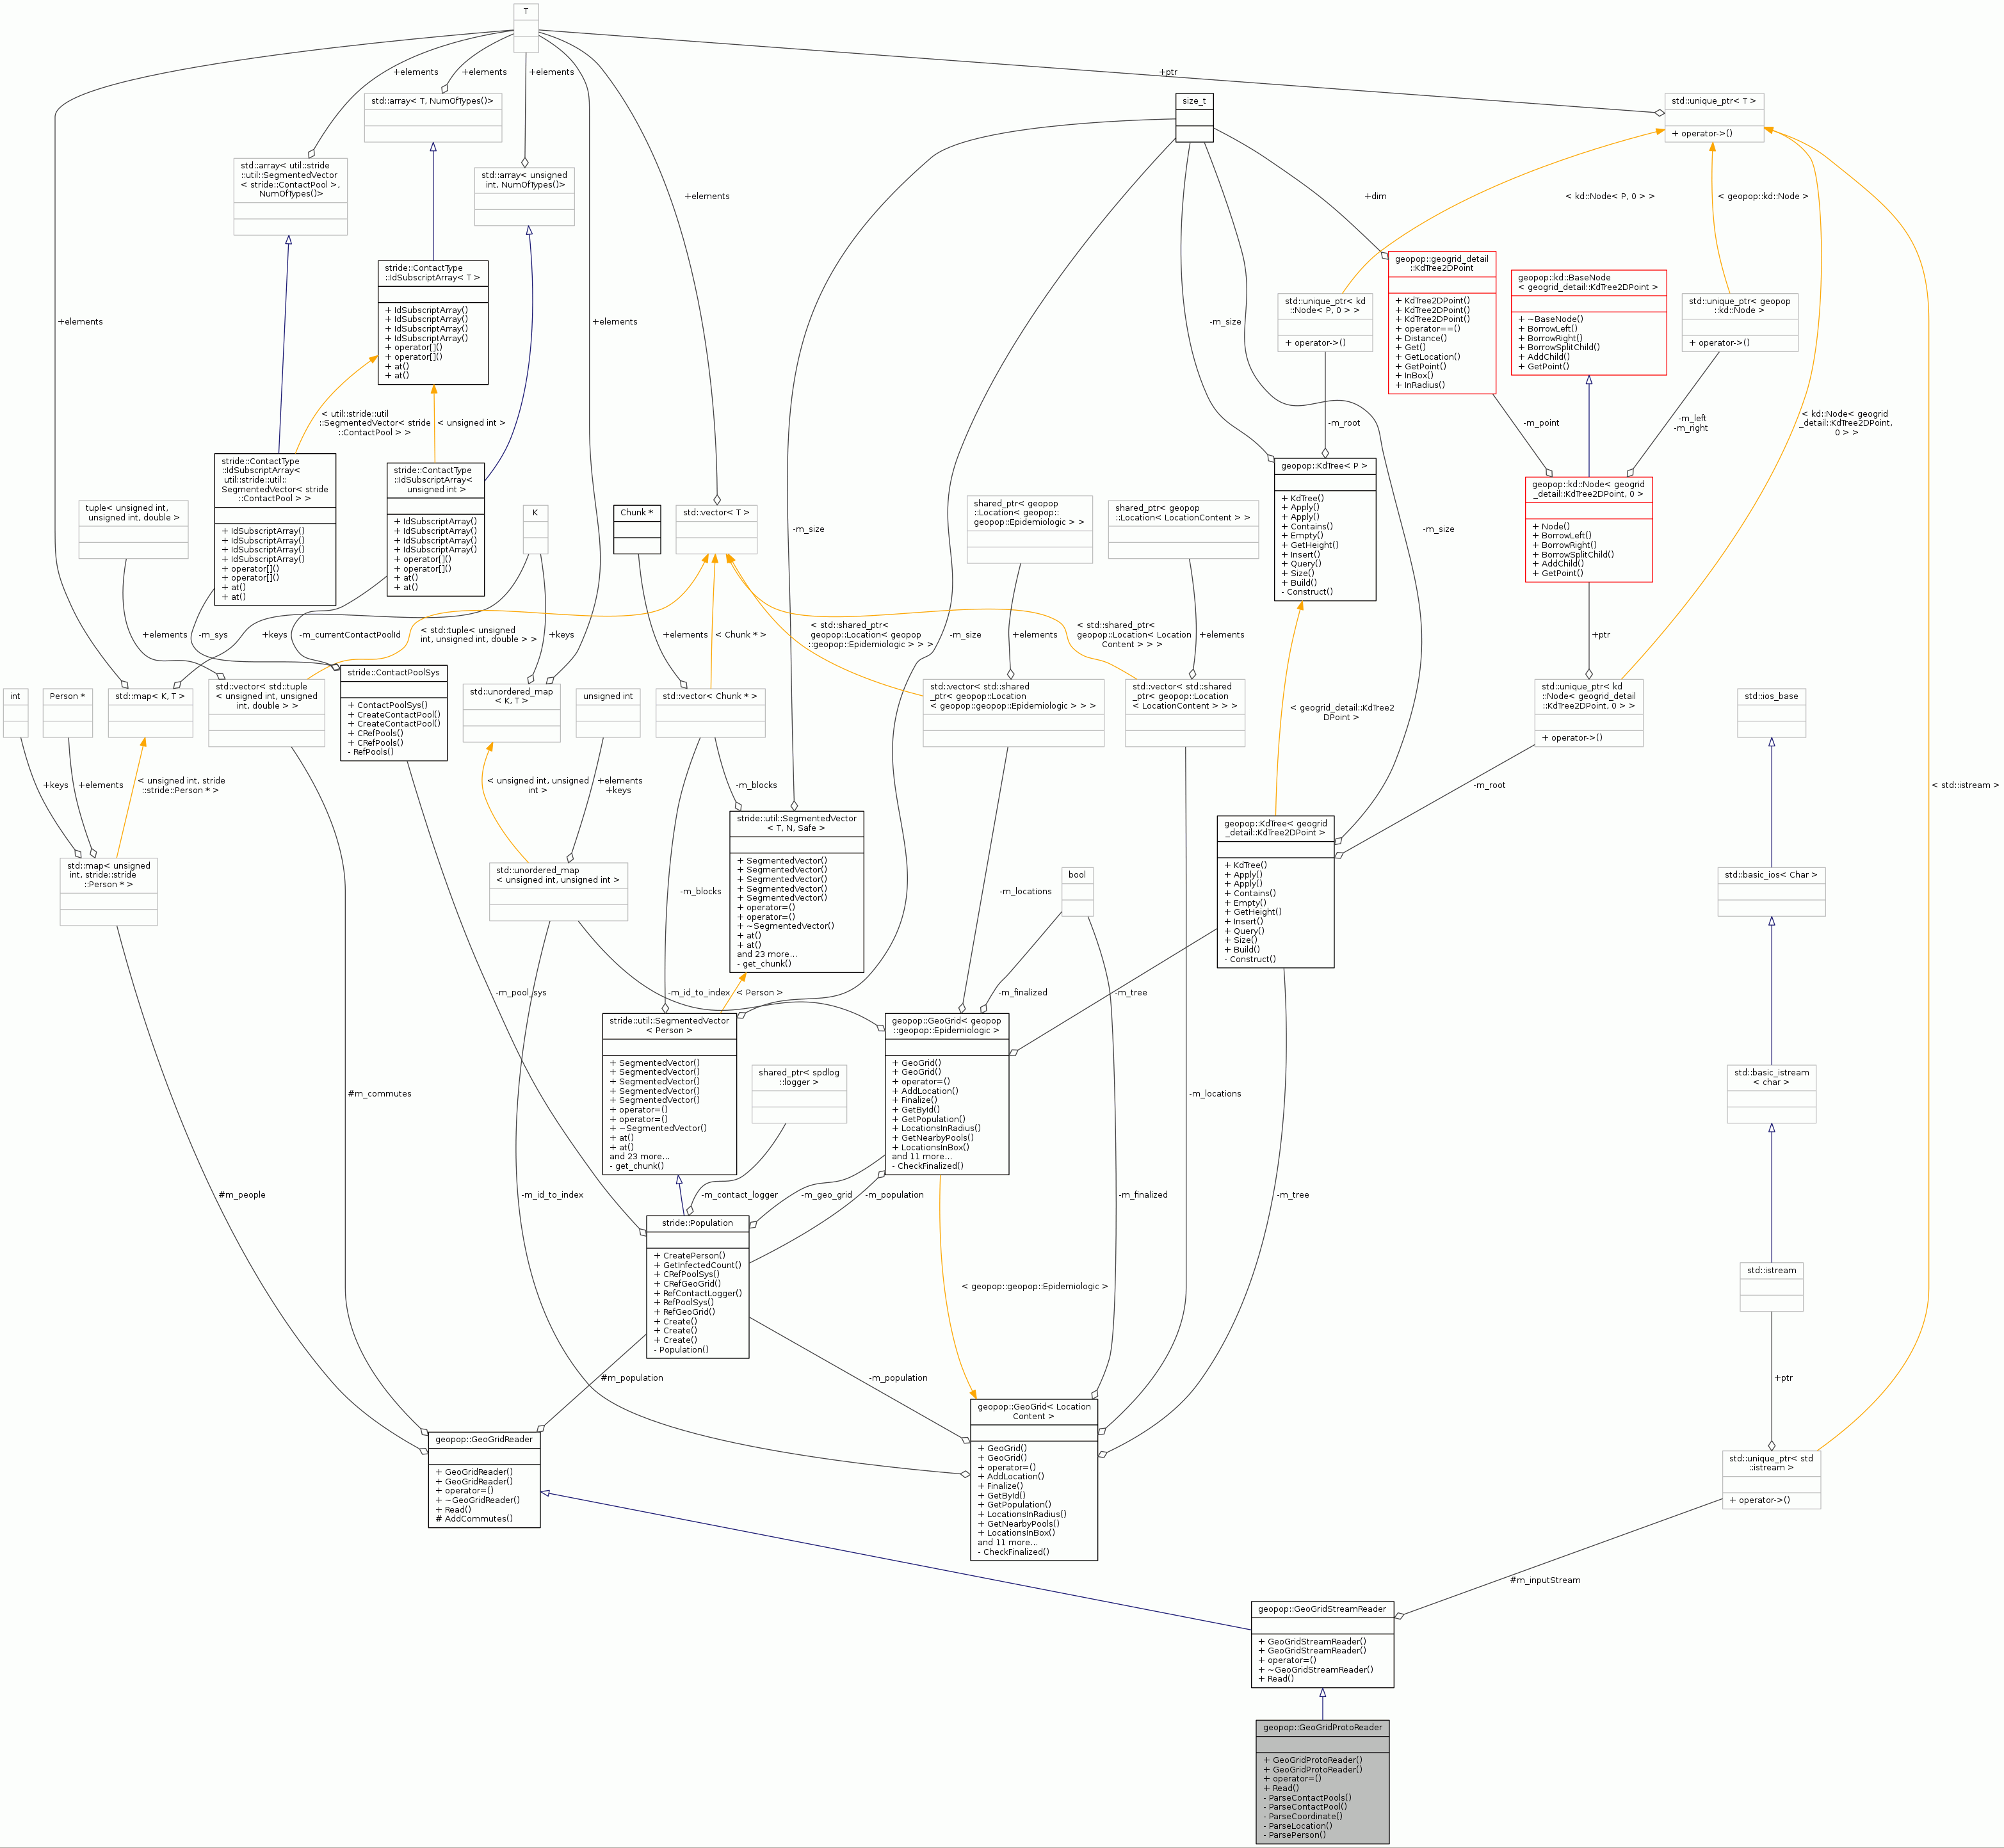 T
+elements
+elements
+elements
+ptr
std::array< T, NumOfTypes()>
size_t
std::unique_ptr< T >
+ operator->()
std::array< util::stride
::util::SegmentedVector
< stride::ContactPool >,
NumOfTypes()>
std::array< unsigned
int, NumOfTypes()>
+elements
+dim
< kd::Node< P, 0 > >
< geopop::kd::Node >
stride::ContactType
::IdSubscriptArray< T >
+ IdSubscriptArray()
+ IdSubscriptArray()
+ IdSubscriptArray()
+ IdSubscriptArray()
+ operator[]()
+ operator[]()
+ at()
+ at()
geopop::geogrid_detail
::KdTree2DPoint
+ KdTree2DPoint()
+ KdTree2DPoint()
+ KdTree2DPoint()
+ operator==()
+ Distance()
+ Get()
+ GetLocation()
+ GetPoint()
+ InBox()
+ InRadius()
geopop::kd::BaseNode
< geogrid_detail::KdTree2DPoint >
+ ~BaseNode()
+ BorrowLeft()
+ BorrowRight()
+ BorrowSplitChild()
+ AddChild()
+ GetPoint()
std::unique_ptr< kd
::Node< P, 0 > >
+ operator->()
std::unique_ptr< geopop
::kd::Node >
+ operator->()
+elements
+elements
-m_size
< util::stride::util
::SegmentedVector< stride
::ContactPool > >
< unsigned int >
-m_root
-m_point
-m_left
-m_right
< kd::Node< geogrid
_detail::KdTree2DPoint,
0 > >
stride::ContactType
::IdSubscriptArray<
util::stride::util::
SegmentedVector< stride
::ContactPool > >
+ IdSubscriptArray()
+ IdSubscriptArray()
+ IdSubscriptArray()
+ IdSubscriptArray()
+ operator[]()
+ operator[]()
+ at()
+ at()
stride::ContactType
::IdSubscriptArray<
unsigned int >
+ IdSubscriptArray()
+ IdSubscriptArray()
+ IdSubscriptArray()
+ IdSubscriptArray()
+ operator[]()
+ operator[]()
+ at()
+ at()
geopop::KdTree< P >
+ KdTree()
+ Apply()
+ Apply()
+ Contains()
+ Empty()
+ GetHeight()
+ Insert()
+ Query()
+ Size()
+ Build()
- Construct()
geopop::kd::Node< geogrid
_detail::KdTree2DPoint, 0 >
+ Node()
+ BorrowLeft()
+ BorrowRight()
+ BorrowSplitChild()
+ AddChild()
+ GetPoint()
tuple< unsigned int,
unsigned int, double >
K
Chunk *
std::vector< T >
shared_ptr< geopop
::Location< geopop::
geopop::Epidemiologic > >
shared_ptr< geopop
::Location< LocationContent > >
-m_size
-m_size
+elements
-m_sys
+keys
-m_currentContactPoolId
< std::tuple< unsigned
int, unsigned int, double > >
+keys
+elements
< Chunk * >
< std::shared_ptr<
geopop::Location< geopop
::geopop::Epidemiologic > > >
-m_size
+elements
< std::shared_ptr<
geopop::Location< Location
Content > > >
+elements
+ptr
int
Person *
std::map< K, T >
std::vector< std::tuple
< unsigned int, unsigned
int, double > >
stride::ContactPoolSys
+ ContactPoolSys()
+ CreateContactPool()
+ CreateContactPool()
+ CRefPools()
+ CRefPools()
- RefPools()
std::unordered_map
< K, T >
unsigned int
std::vector< Chunk * >
std::vector< std::shared
_ptr< geopop::Location
< geopop::geopop::Epidemiologic > > >
std::vector< std::shared
_ptr< geopop::Location
< LocationContent > > >
< geogrid_detail::KdTree2
DPoint >
std::unique_ptr< kd
::Node< geogrid_detail
::KdTree2DPoint, 0 > >
+ operator->()
std::ios_base
+keys
+elements
< unsigned int, stride
::stride::Person * >
< unsigned int, unsigned
int >
+elements
+keys
-m_blocks
-m_root
< std::istream >
stride::util::SegmentedVector
< T, N, Safe >
+ SegmentedVector()
+ SegmentedVector()
+ SegmentedVector()
+ SegmentedVector()
+ SegmentedVector()
+ operator=()
+ operator=()
+ ~SegmentedVector()
+ at()
+ at()
and 23 more...
- get_chunk()
geopop::KdTree< geogrid
_detail::KdTree2DPoint >
+ KdTree()
+ Apply()
+ Apply()
+ Contains()
+ Empty()
+ GetHeight()
+ Insert()
+ Query()
+ Size()
+ Build()
- Construct()
std::map< unsigned
int, stride::stride
::Person * >
std::unordered_map
< unsigned int, unsigned int >
-m_blocks
-m_locations
bool
std::basic_ios< Char >
-m_pool_sys
-m_id_to_index
< Person >
-m_finalized
-m_tree
stride::util::SegmentedVector
< Person >
+ SegmentedVector()
+ SegmentedVector()
+ SegmentedVector()
+ SegmentedVector()
+ SegmentedVector()
+ operator=()
+ operator=()
+ ~SegmentedVector()
+ at()
+ at()
and 23 more...
- get_chunk()
shared_ptr< spdlog
::logger >
geopop::GeoGrid< geopop
::geopop::Epidemiologic >
+ GeoGrid()
+ GeoGrid()
+ operator=()
+ AddLocation()
+ Finalize()
+ GetById()
+ GetPopulation()
+ LocationsInRadius()
+ GetNearbyPools()
+ LocationsInBox()
and 11 more...
- CheckFinalized()
std::basic_istream
< char >
#m_commutes
-m_locations
#m_people
-m_id_to_index
-m_contact_logger
-m_geo_grid
-m_population
-m_finalized
-m_tree
stride::Population
+ CreatePerson()
+ GetInfectedCount()
+ CRefPoolSys()
+ CRefGeoGrid()
+ RefContactLogger()
+ RefPoolSys()
+ RefGeoGrid()
+ Create()
+ Create()
+ Create()
- Population()
< geopop::geopop::Epidemiologic >
std::istream
#m_population
-m_population
+ptr
geopop::GeoGrid< Location
Content >
+ GeoGrid()
+ GeoGrid()
+ operator=()
+ AddLocation()
+ Finalize()
+ GetById()
+ GetPopulation()
+ LocationsInRadius()
+ GetNearbyPools()
+ LocationsInBox()
and 11 more...
- CheckFinalized()
geopop::GeoGridReader
+ GeoGridReader()
+ GeoGridReader()
+ operator=()
+ ~GeoGridReader()
+ Read()
# AddCommutes()
std::unique_ptr< std
::istream >
+ operator->()
#m_inputStream
geopop::GeoGridStreamReader
+ GeoGridStreamReader()
+ GeoGridStreamReader()
+ operator=()
+ ~GeoGridStreamReader()
+ Read()
geopop::GeoGridProtoReader
+ GeoGridProtoReader()
+ GeoGridProtoReader()
+ operator=()
+ Read()
- ParseContactPools()
- ParseContactPool()
- ParseCoordinate()
- ParseLocation()
- ParsePerson()